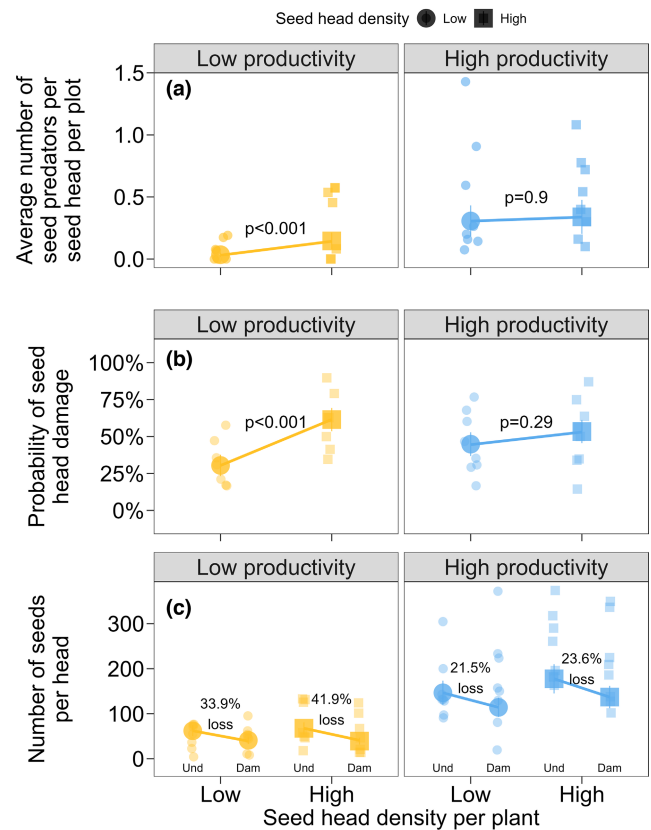 Seed head density Low High
Low productivity High productivity
Average number of
seed predators per
seed head per plot
(a)
1.5
1.0
0.5
0.0
p<0.001
p=0.9
Low productivity High productivity
Probability of seed
head damage
(b)
100%
75%
50%
25%
0%
p<0.001
p=0.29
Low productivity High productivity
Number of seeds
per head
(c)
300
200
100
0
33.9%
loss
41.9%
loss
21.5%
loss
23.6%
loss
Und Dam Und Dam Und Dam Und Dam
Low High Low High
Seed head density per plant